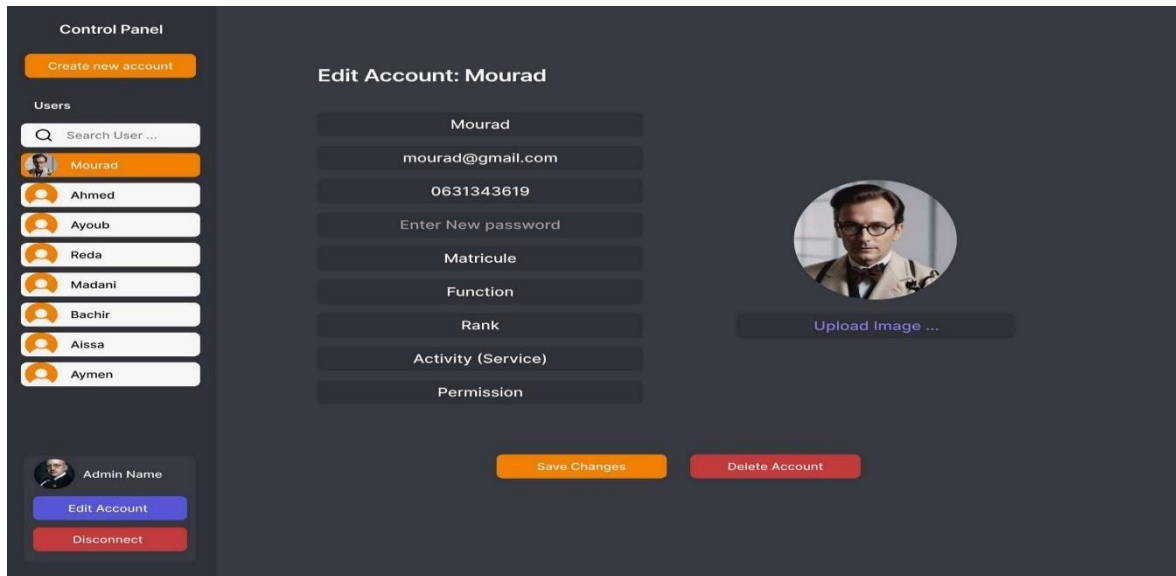 Control Panel
Create new account
Users
Search User ...
Mourad
Ahmed
Ayoub
Reda
Madani
Bachir
Aissa
Aymen
Admin Name
Edit Account
Disconnect
Edit Account: Mourad
Mourad
mourad@gmail.com
0631343619
Enter New password
Matricule
Function
Rank
Activity (Service)
Permission
Upload Image ...
Save Changes
Delete Account